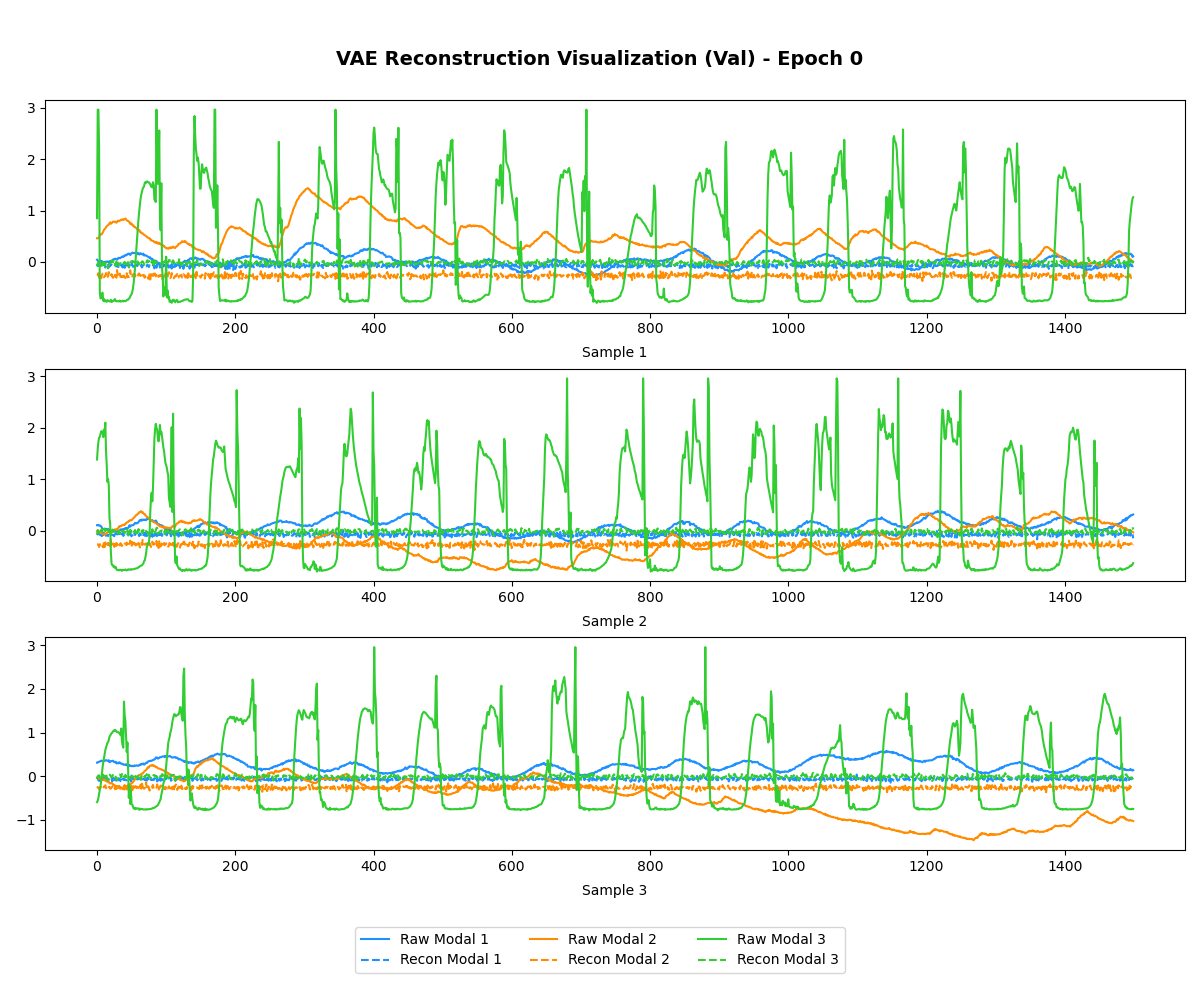 VAE Reconstruction Visualization (Val) - Epoch 0
3
2
1
0
0 200 400 600 800 1000 1200 1400
Sample 1
3
2
1
0
0 200 400 600 800 1000 1200 1400
Sample 2
3
2
1
0
−1
0 200 400 600 800 1000 1200 1400
Sample 3
Raw Modal 1 Raw Modal 2 Raw Modal 3
Recon Modal 1 Recon Modal 2 Recon Modal 3